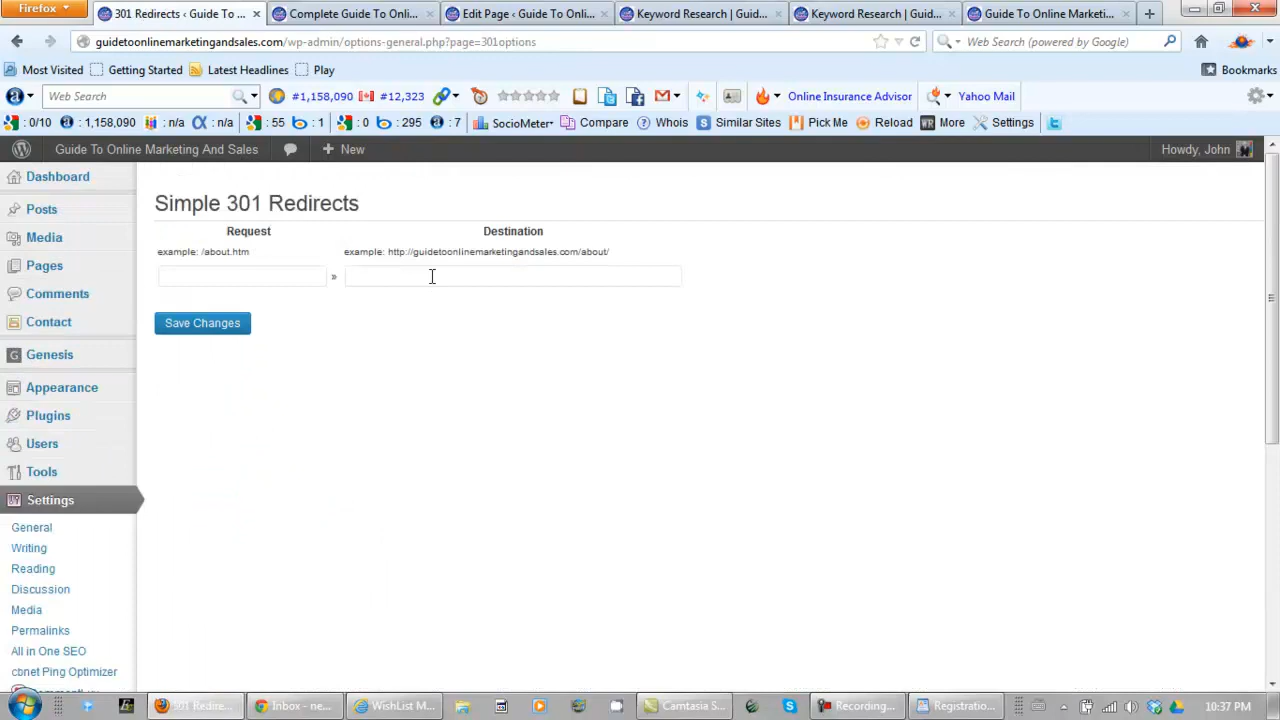 Firefox
301 Redirects ‹ Guide To ...
Complete Guide To Onli...
Edit Page ‹ Guide To Onli...
Keyword Research | Guid...
Keyword Research | Guid...
Guide To Online Marketi...
guidetoonlinemarketingandsales.com/wp-admin/options-general.php?page=301options
Web Search (powered by Google)
Most Visited Getting Started Latest Headlines Play Bookmarks
Web Search #1,158,090 #12,323 Online Insurance Advisor Yahoo Mail
:0/10 : 1,158,090 : n/a : n/a : 55 : 1 : 0 : 295 : 7 SocioMeter Compare Whois Similar Sites Pick Me Reload More Settings
Guide To Online Marketing And Sales + New Howdy, John
Dashboard
Posts
Media
Pages
Comments
Contact
Genesis
Appearance
Plugins
Users
Tools
Settings
General
Writing
Reading
Discussion
Media
Permalinks
All in One SEO
cbnet Ping Optimizer
Simple 301 Redirects
Request Destination
example: /about.htm example: http://guidetoonlinemarketingandsales.com/about/
»
Save Changes
301 Redire... Inbox - ne... WishList M... Camtasia S... Recording... Registratio... 10:37 PM